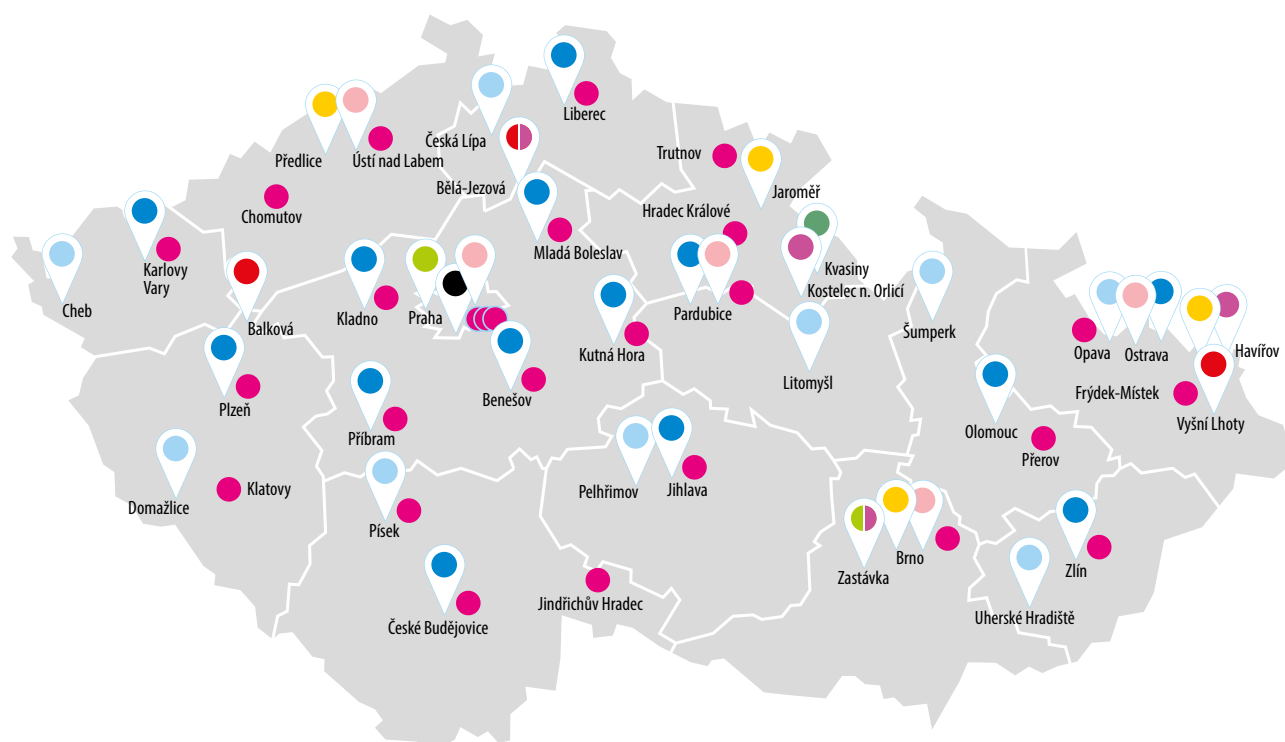 Liberec
Česká Lípa
Předlice
Ústí nad Labem
Trutnov
Bělá-Jezová
Jaroměř
Chomutov
Hradec Králové
Mladá Boleslav
Karlovy
Vary
Kvasiny
Kostelec n. Orlicí
Cheb
Balková
Kladno
Praha
Pardubice
Šumperk
Kutná Hora
Opava
Ostrava
Havířov
Litomyšl
Plzeň
Benešov
Frýdek-Místek
Vyšní Lhoty
Příbram
Olomouc
Přerov
Domažlice
Klatovy
Pelhřimov
Jihlava
Písek
Zastávka
Brno
Zlín
Jindřichův Hradec
Uherské Hradiště
České Budějovice